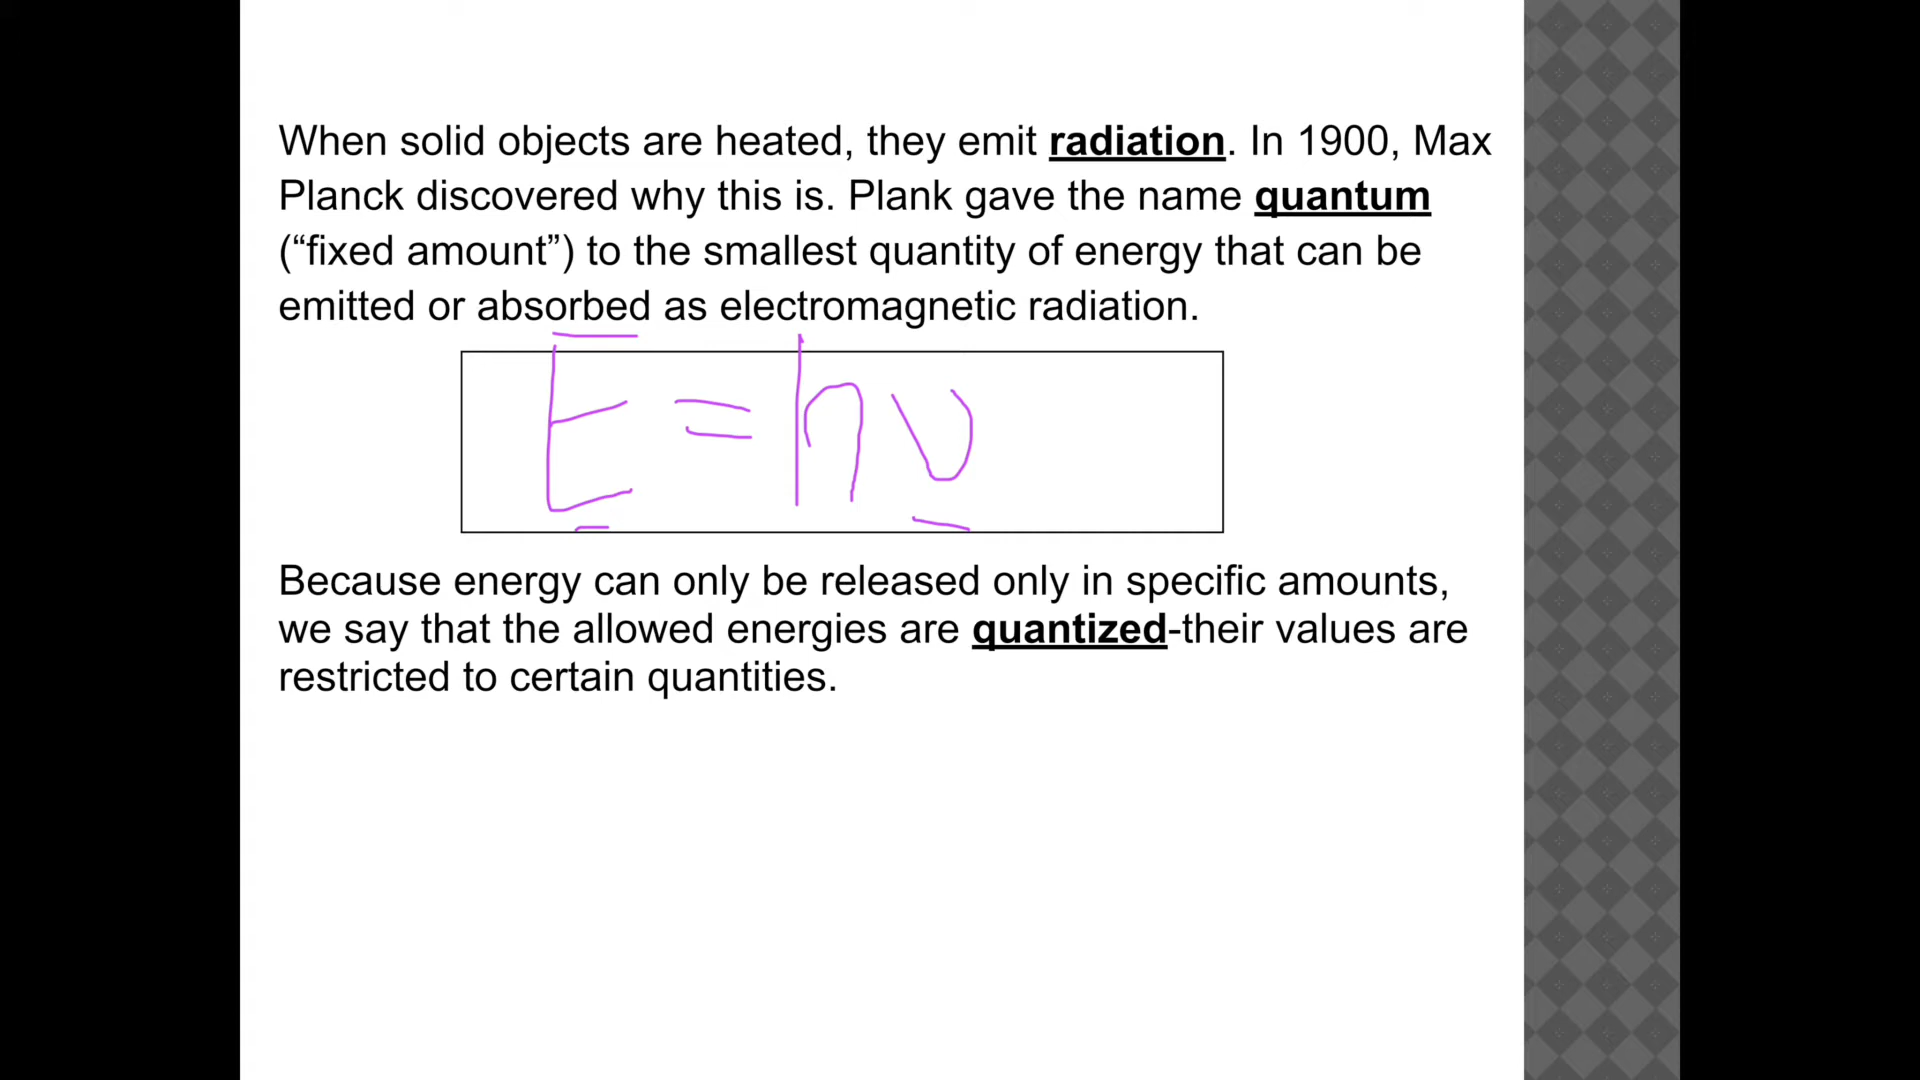 When solid objects are heated, they emit radiation. In 1900, Max
Planck discovered why this is. Plank gave the name quantum
(“fixed amount”) to the smallest quantity of energy that can be
emitted or absorbed as electromagnetic radiation.
E = hν
Because energy can only be released only in specific amounts,
we say that the allowed energies are quantized-their values are
restricted to certain quantities.